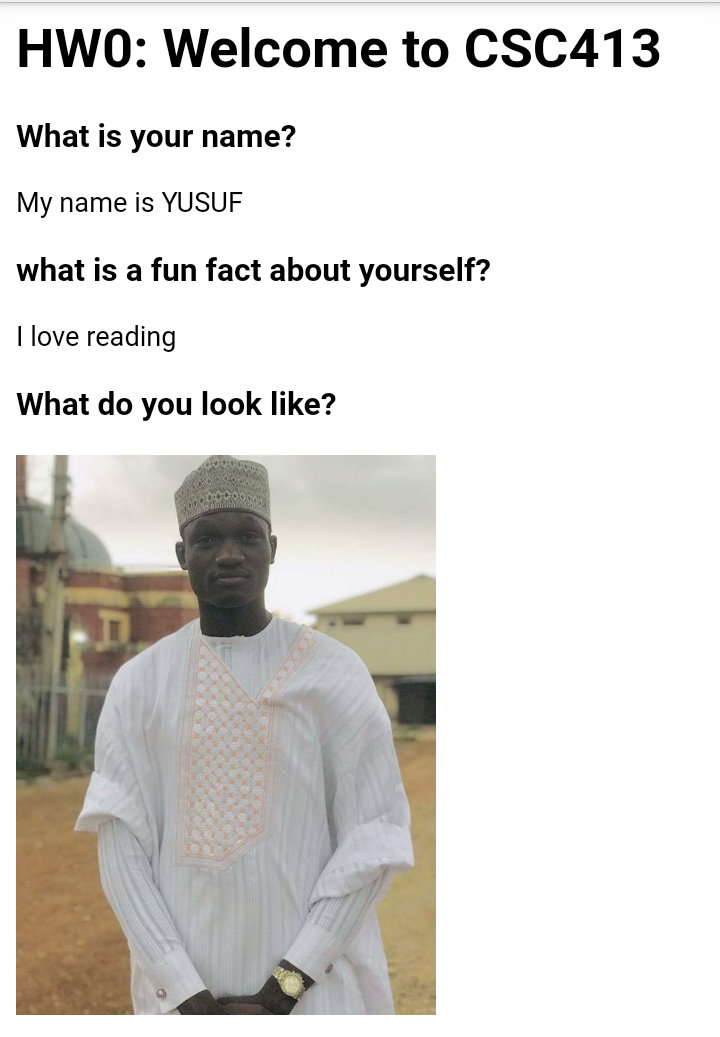 HW0: Welcome to CSC413
What is your name?
My name is YUSUF
what is a fun fact about yourself?
I love reading
What do you look like?